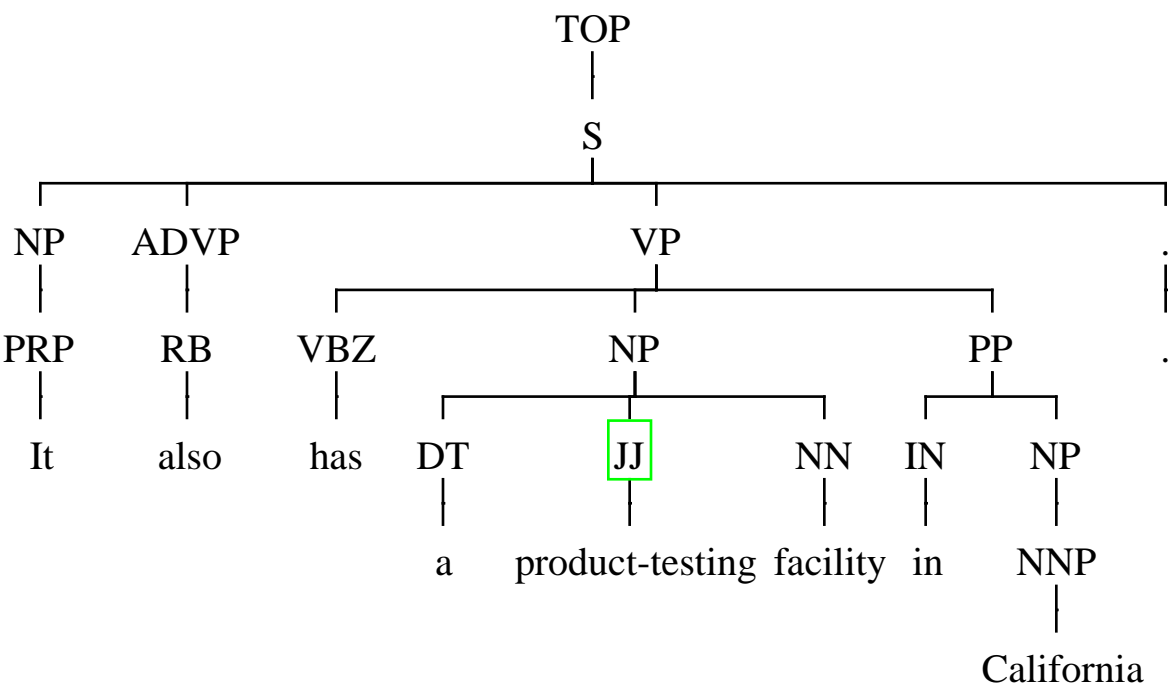 TOP
S
NP ADVP VP .
PRP RB VBZ NP PP .
It also has DT JJ NN IN NP
a product-testing facility in NNP
California